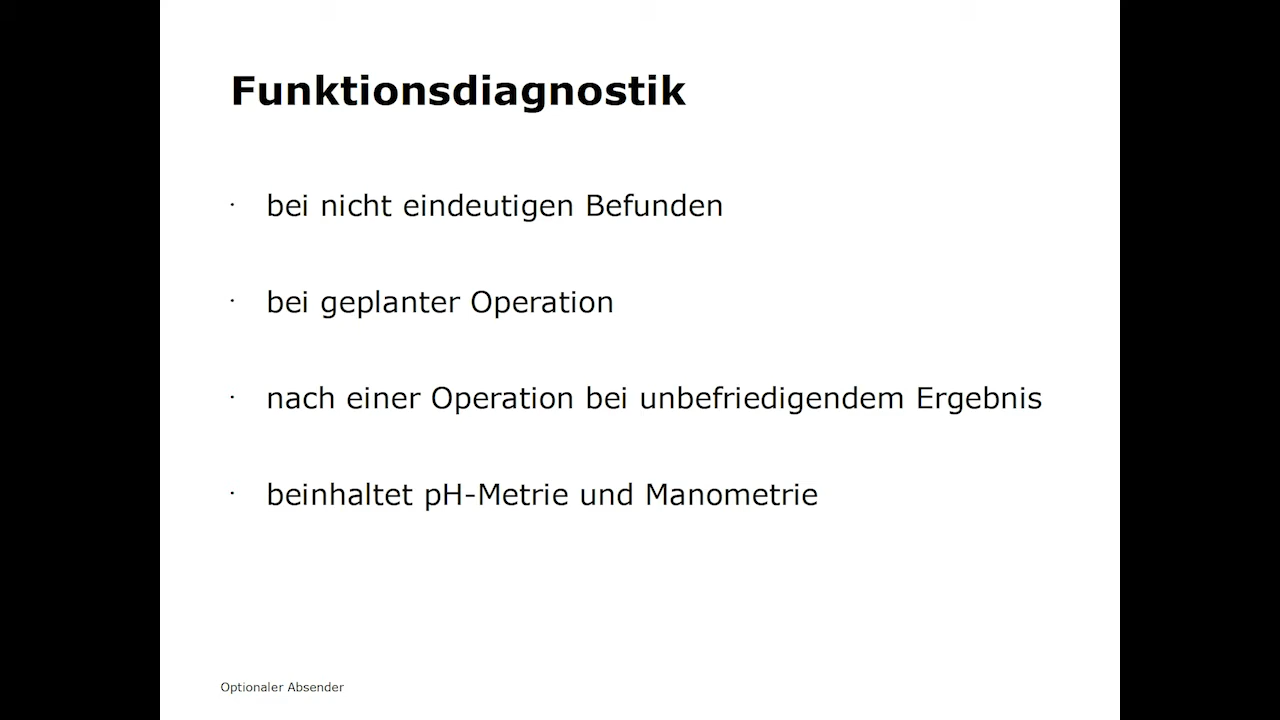 Funktionsdiagnostik
· bei nicht eindeutigen Befunden
· bei geplanter Operation
· nach einer Operation bei unbefriedigendem Ergebnis
· beinhaltet pH-Metrie und Manometrie
Optionaler Absender